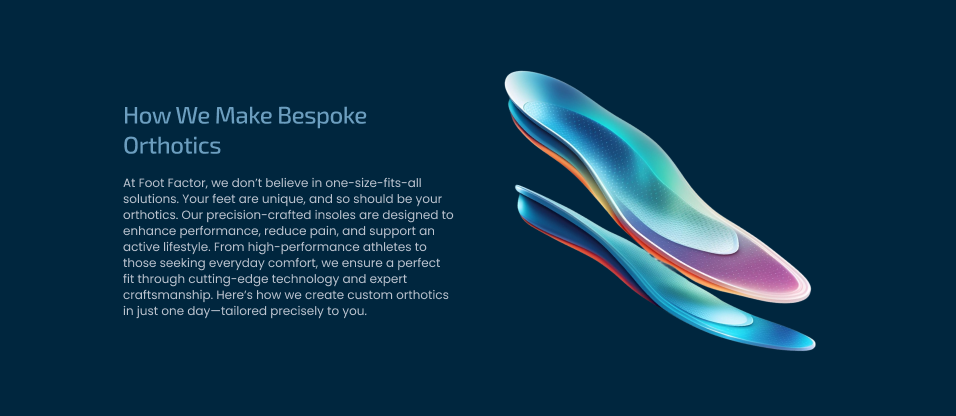 How We Make Bespoke
Orthotics
At Foot Factor, we don't believe in one-size-fits-all
solutions. Your feet are unique, and so should be your
orthotics. Our precision-crafted insoles are designed to
enhance performance, reduce pain, and support an
active lifestyle. From high-performance athletes to
those seeking everyday comfort, we ensure a perfect
fit through cutting-edge technology and expert
craftsmanship. Here's how we create custom orthotics
in just one day—tailored precisely to you.